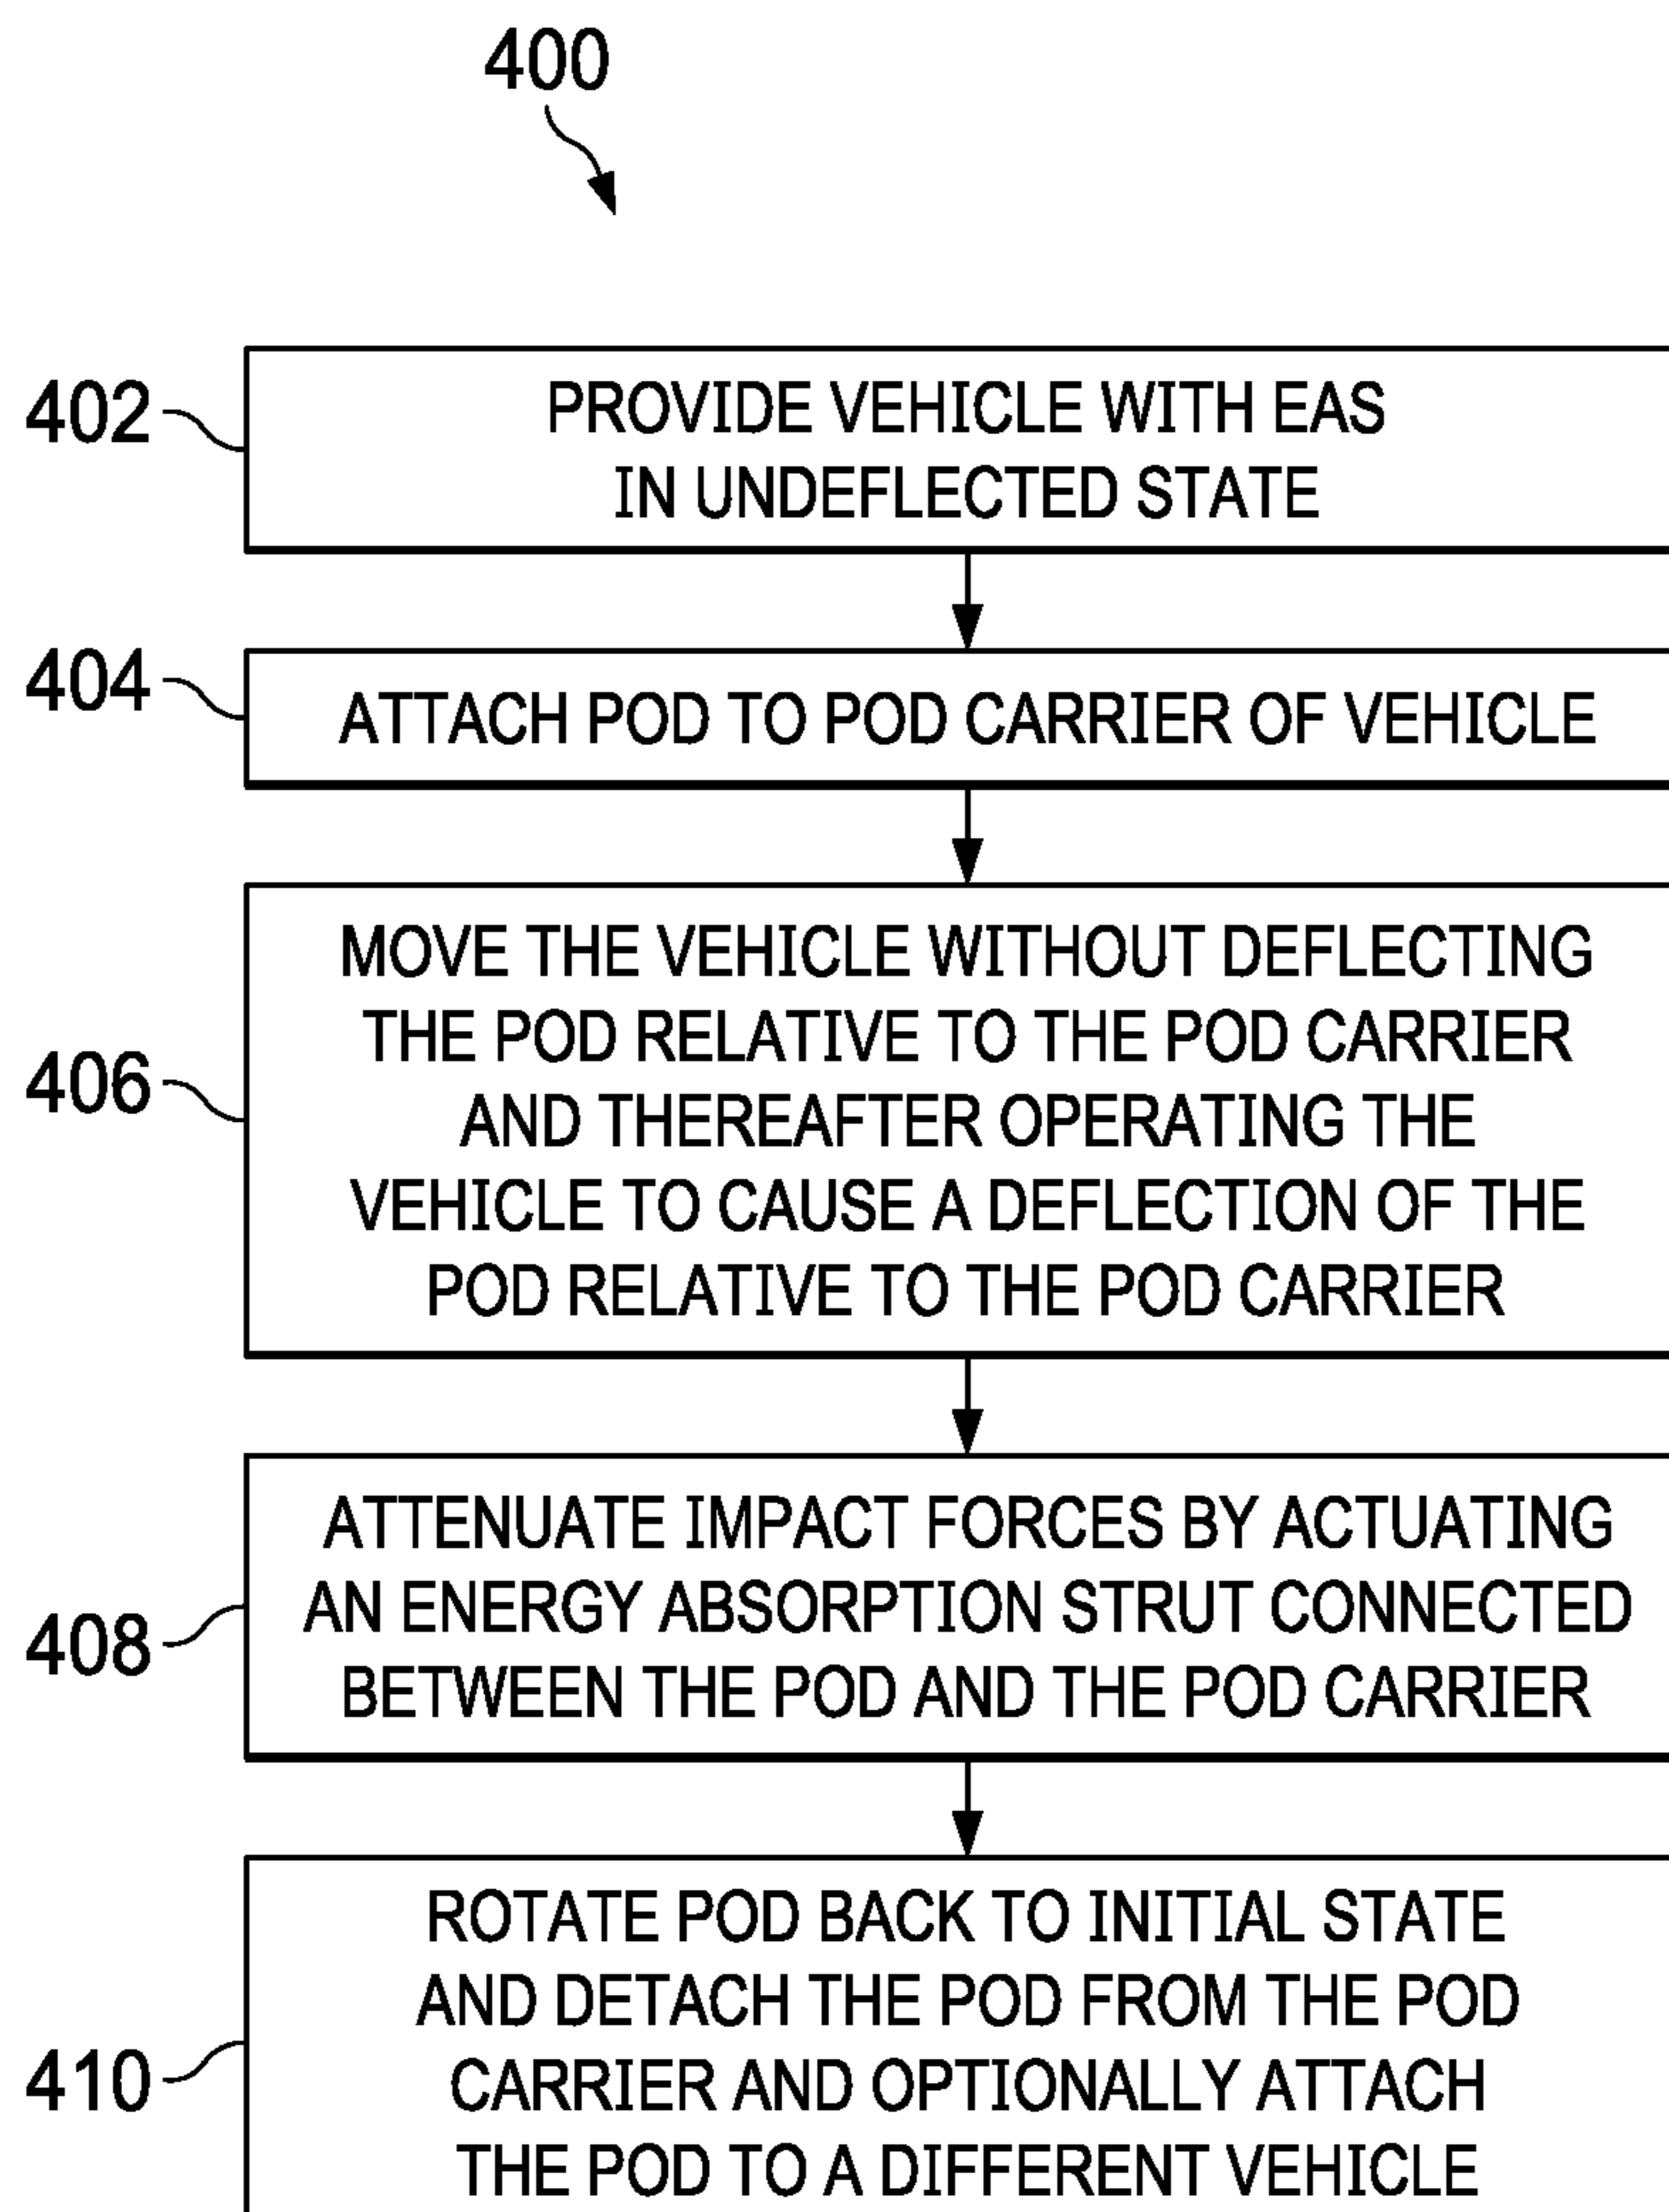 400
402
PROVIDE VEHICLE WITH EAS
IN UNDEFLECTED STATE
404
ATTACH POD TO POD CARRIER OF VEHICLE
406
MOVE THE VEHICLE WITHOUT DEFLECTING
THE POD RELATIVE TO THE POD CARRIER
AND THEREAFTER OPERATING THE
VEHICLE TO CAUSE A DEFLECTION OF THE
POD RELATIVE TO THE POD CARRIER
408
ATTENUATE IMPACT FORCES BY ACTUATING
AN ENERGY ABSORPTION STRUT CONNECTED
BETWEEN THE POD AND THE POD CARRIER
410
ROTATE POD BACK TO INITIAL STATE
AND DETACH THE POD FROM THE POD
CARRIER AND OPTIONALLY ATTACH
THE POD TO A DIFFERENT VEHICLE